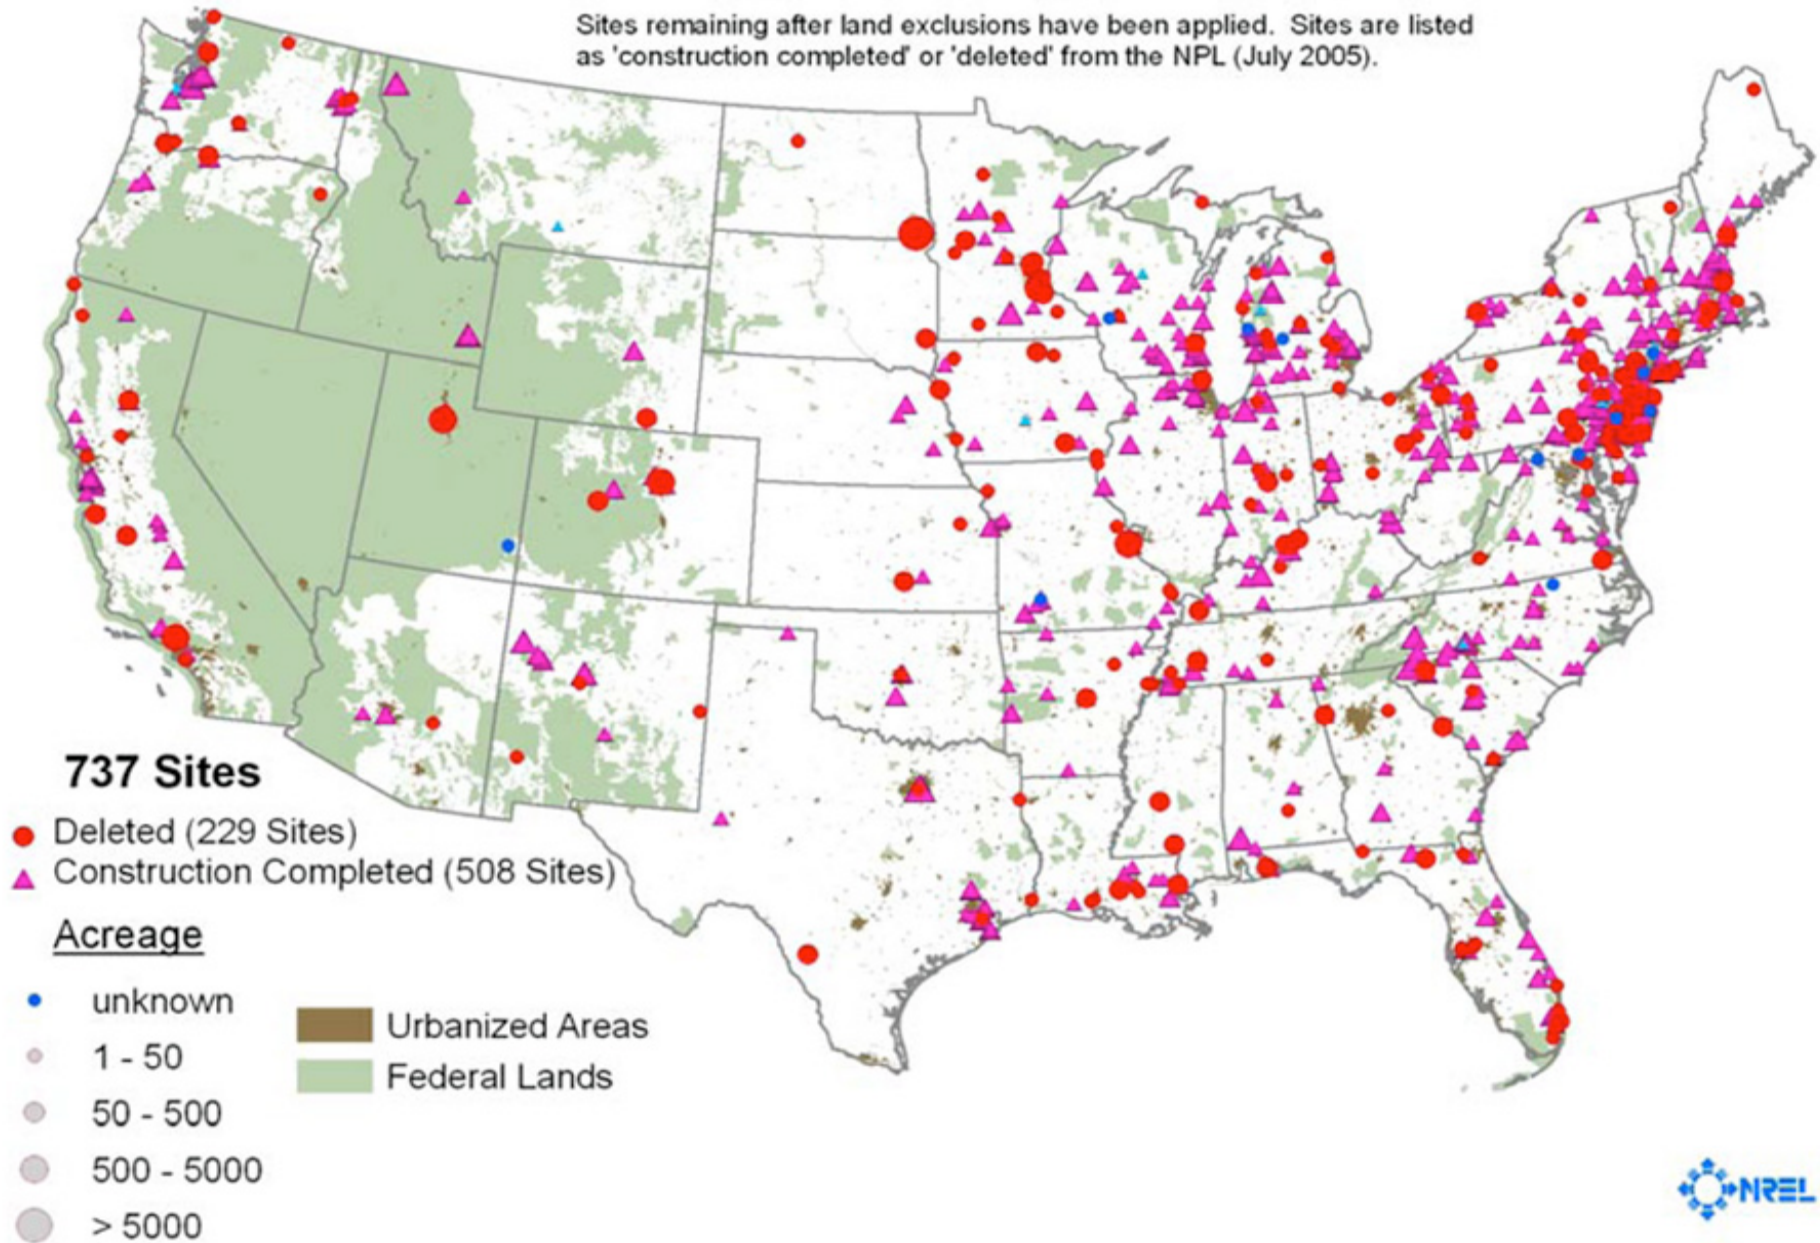 Sites remaining after land exclusions have been applied. Sites are listed
as 'construction completed' or 'deleted' from the NPL (July 2005).
737 Sites
Deleted (229 Sites)
Construction Completed (508 Sites)
Acreage
unknown
1 - 50
50 - 500
500 - 5000
> 5000
Urbanized Areas
Federal Lands
NREL